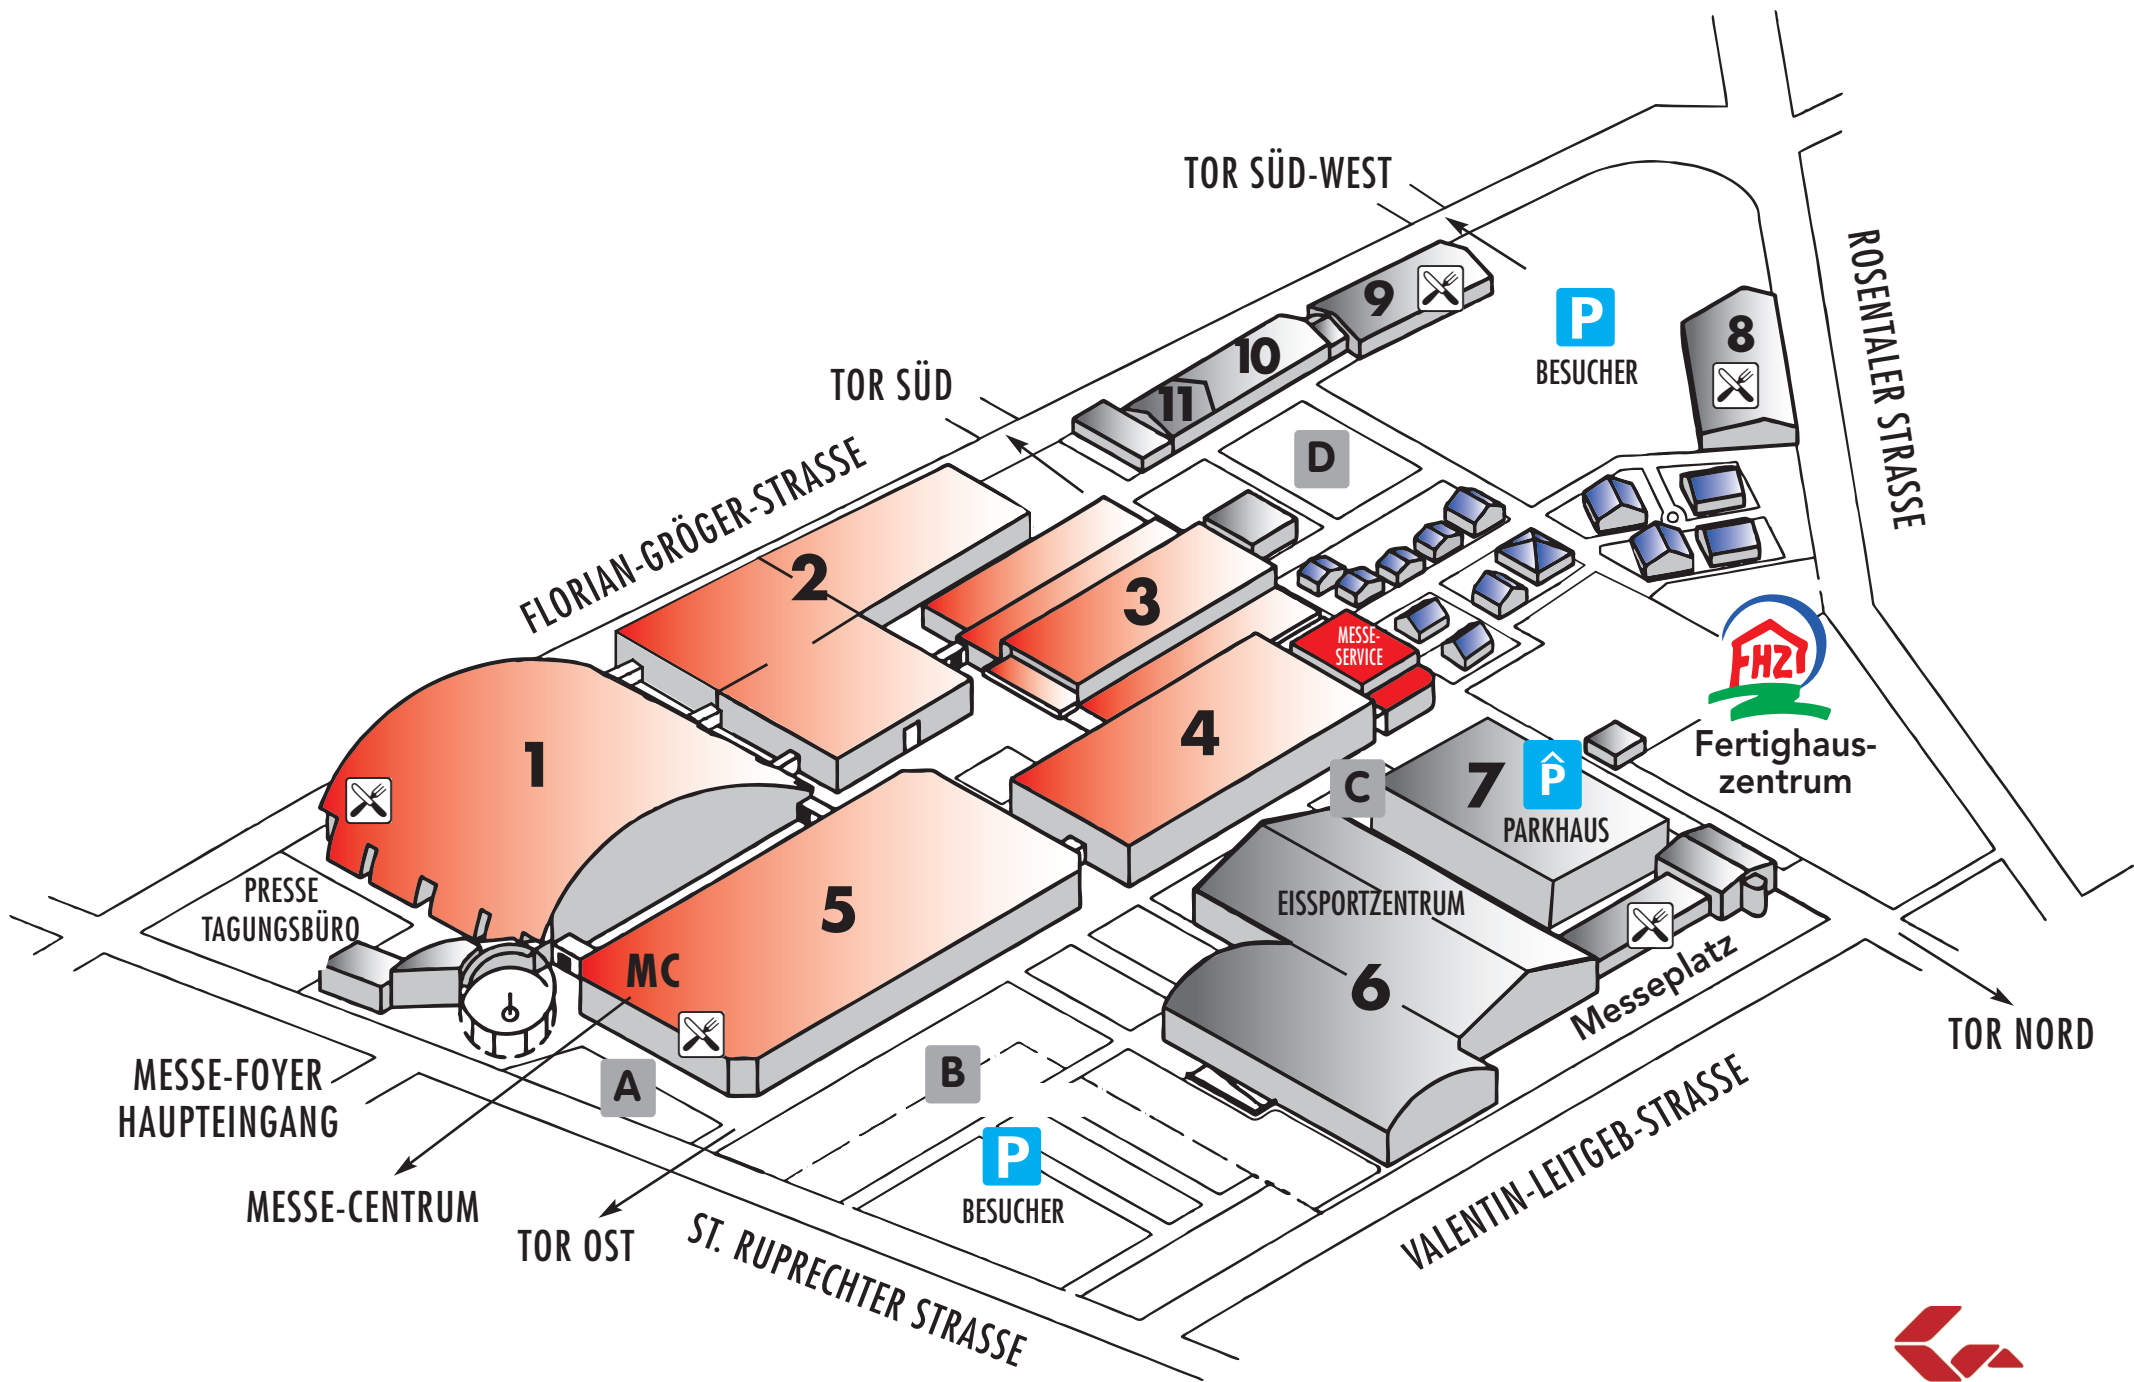 TOR SÜD-WEST
ROSENTALER STRASSE
9
P
BESUCHER
8
10
11
TOR SÜD
D
FLORIAN-GRÖGER-STRASSE
2
3
MESSE-
SERVICE
FHZ
Fertighaus-
zentrum
4
1
C
7
P
PARKHAUS
PRESSE
TAGUNGSBÜRO
5
EISSPORTZENTRUM
MC
6
Messeplatz
TOR NORD
MESSE-FOYER
HAUPTEINGANG
A
B
P
BESUCHER
MESSE-CENTRUM
TOR OST
ST. RUPRECHTER STRASSE
VALENTIN-LEITGEB-STRASSE